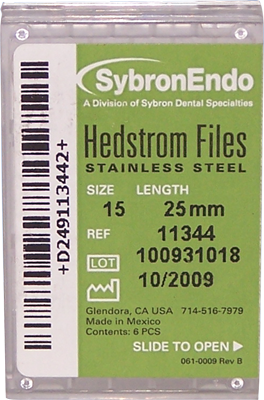 SybronEndo
A Division of Sybron Dental Specialties
Hedstrom Files
STAINLESS STEEL
SIZE LENGTH
15 25mm
REF 11344
LOT 100931018
10/2009
Glendora, CA USA 714-516-7979
Made in Mexico
Contents: 6 PCS
SLIDE TO OPEN
061-0009 Rev B
+D249113442+